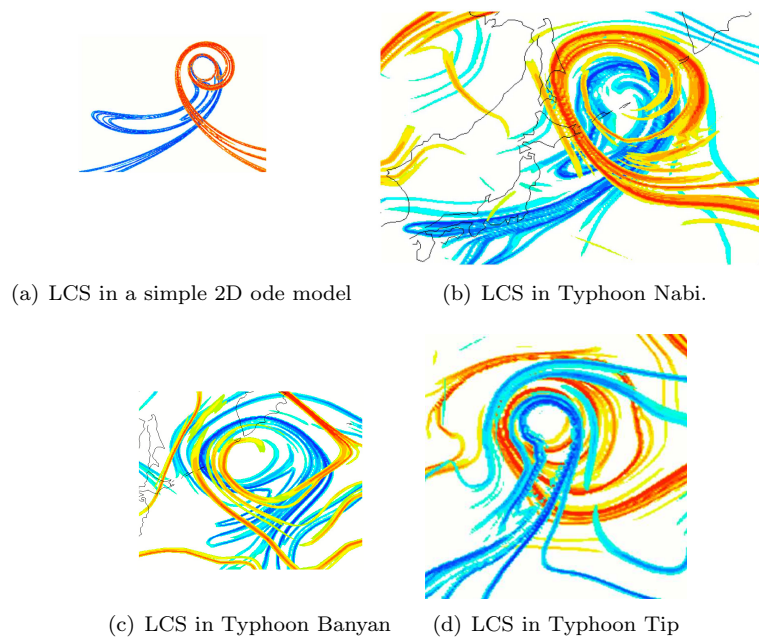 (a) LCS in a simple 2D ode model
(b) LCS in Typhoon Nabi.
(c) LCS in Typhoon Banyan
(d) LCS in Typhoon Tip